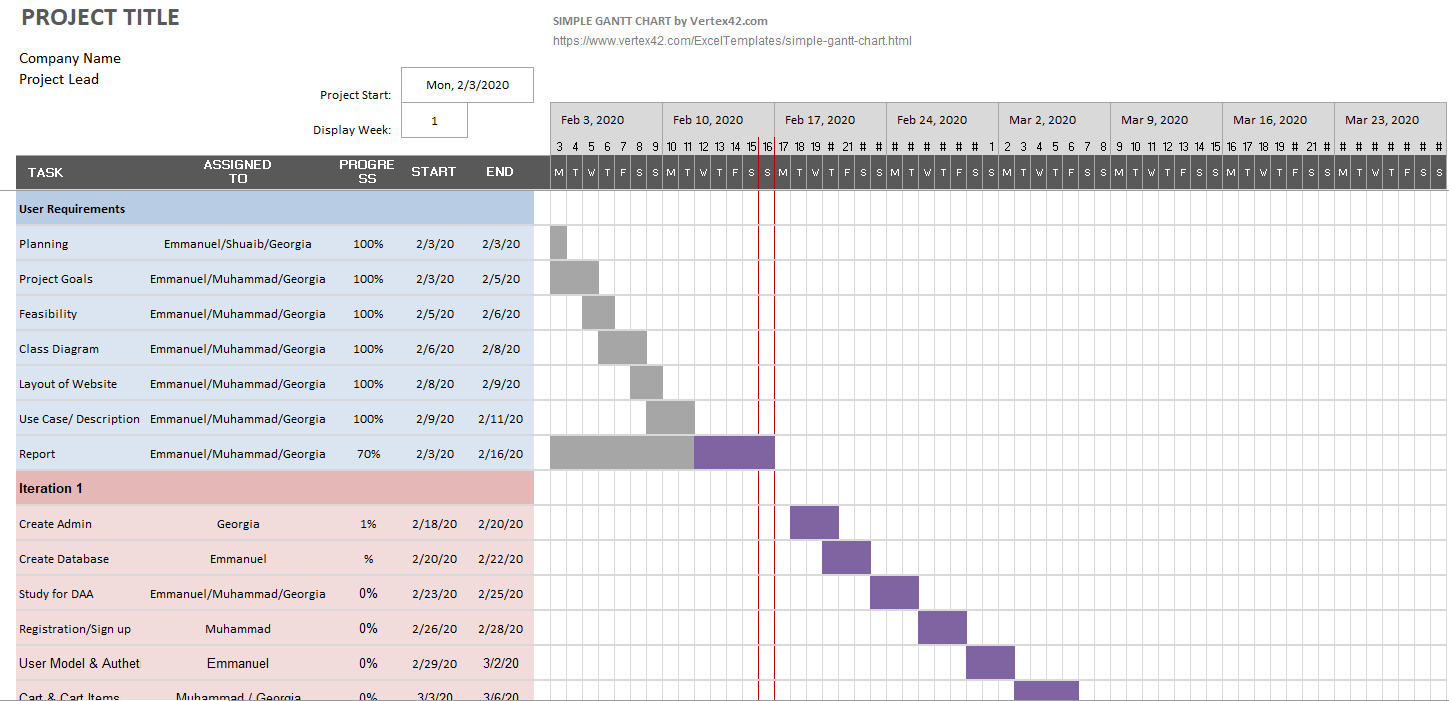 PROJECT TITLE
SIMPLE GANTT CHART by Vertex42.com
https://www.vertex42.com/ExcelTemplates/simple-gantt-chart.html
Company Name
Project Lead
Project Start: Mon, 2/3/2020
Display Week: 1
Feb 3, 2020 Feb 10, 2020 Feb 17, 2020 Feb 24, 2020 Mar 2, 2020 Mar 9, 2020 Mar 16, 2020 Mar 23, 2020
3 4 5 6 7 8 9 10 11 12 13 14 15 16 17 18 19 # 21 # # # # # # # # 1 2 3 4 5 6 7 8 9 10 11 12 13 14 15 16 17 18 19 # 21 # # # # # # # #
TASK ASSIGNED TO PROGRESS START END M T W T F S S M T W T F S S M T W T F S S M T W T F S S M T W T F S S M T W T F S S M T W T F S S M T W T F S S
User Requirements
Planning Emmanuel/Shuaib/Georgia 100% 2/3/20 2/3/20
Project Goals Emmanuel/Muhammad/Georgia 100% 2/3/20 2/5/20
Feasibility Emmanuel/Muhammad/Georgia 100% 2/5/20 2/6/20
Class Diagram Emmanuel/Muhammad/Georgia 100% 2/6/20 2/8/20
Layout of Website Emmanuel/Muhammad/Georgia 100% 2/8/20 2/9/20
Use Case/ Description Emmanuel/Muhammad/Georgia 100% 2/9/20 2/11/20
Report Emmanuel/Muhammad/Georgia 70% 2/3/20 2/16/20
Iteration 1
Create Admin Georgia 1% 2/18/20 2/20/20
Create Database Emmanuel % 2/20/20 2/22/20
Study for DAA Emmanuel/Muhammad/Georgia 0% 2/23/20 2/25/20
Registration/Sign up Muhammad 0% 2/26/20 2/28/20
User Model & Autheti Emmanuel 0% 2/29/20 3/2/20
Cart & Cart Items Muhammad / Georgia 0% 3/3/20 3/6/20